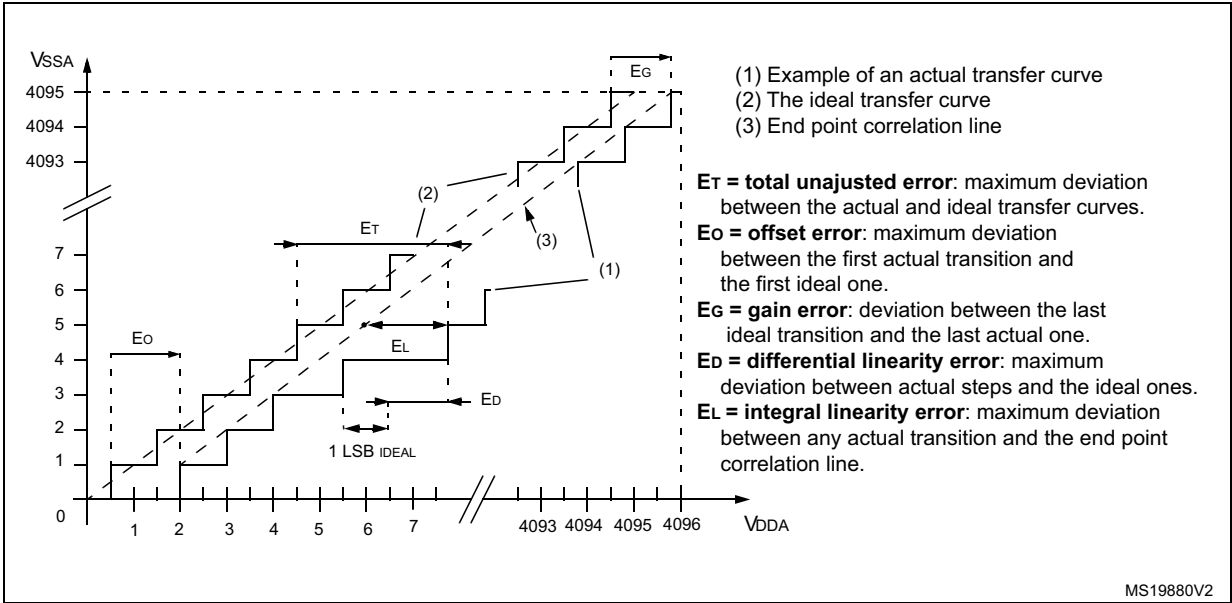 VSSA
EG
4095
4094
4093
(1) Example of an actual transfer curve
(2) The ideal transfer curve
(3) End point correlation line
ET = total unajusted error: maximum deviation
between the actual and ideal transfer curves.
EO = offset error: maximum deviation
between the first actual transition and
the first ideal one.
EG = gain error: deviation between the last
ideal transition and the last actual one.
ED = differential linearity error: maximum
deviation between actual steps and the ideal ones.
EL = integral linearity error: maximum deviation
between any actual transition and the end point
correlation line.
(2)
ET
(3)
(1)
7
6
5
4
3
2
1
0
EO
EL
ED
1 LSB IDEAL
1 2 3 4 5 6 7 4093 4094 4095 4096
VDDA
MS19880V2